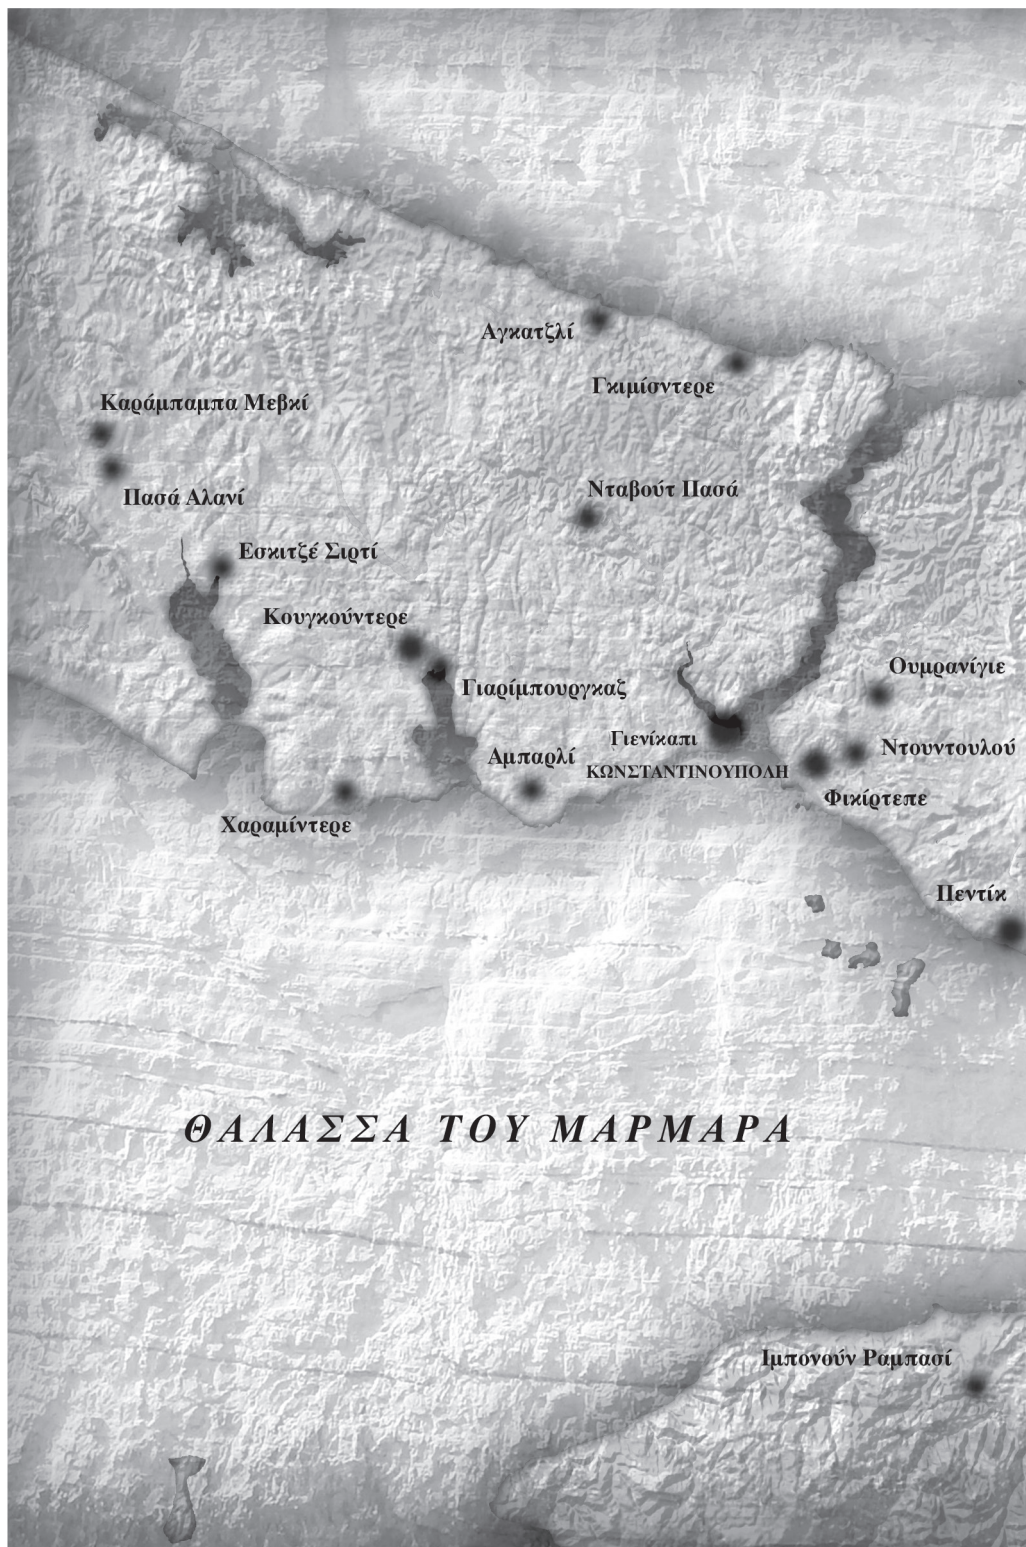 Αγκατζλί
Γκιμίσντερε
Καράμπαμπα Μεβκί
Πασά Αλανί
Νταβούτ Πασά
Εσκιτζέ Σιρτί
Κουγκούντερε
Γιαρίμπουργκαζ
Ουμρανίγιε
Γιενίκαπι
Ντουντουλού
Αμπαρλί
ΚΩΝΣΤΑΝΤΙΝΟΥΠΟΛΗ
Φικίρτεπε
Χαραμίντερε
Πεντίκ
ΘΑΛΑΣΣΑ ΤΟΥ ΜΑΡΜΑΡΑ
Ιμπονούν Ραμπασί